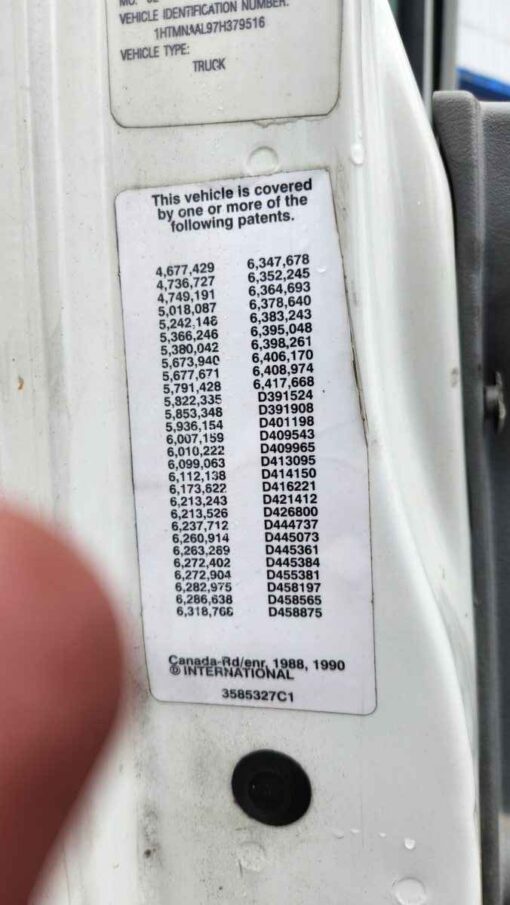 VEHICLE IDENTIFICATION NUMBER:
VEHICLE TYPE:
TRUCK
This vehicle is covered
by one or more of the
following patents.
4,677,429 6,347,678
4,736,727 6,352,245
4,749,191 6,364,693
5,018,087 6,378,640
5,242,146 6,383,243
5,366,246 6,395,048
5,380,042 6,398,261
5,673,940 6,406,170
5,677,671 6,408,974
5,791,428 6,417,668
5,822,335 D391524
5,853,348 D391908
5,936,154 D401198
6,007,159 D409543
6,010,222 D409965
6,099,063 D413095
6,112,138 D414150
6,173,622 D416221
6,213,243 D421412
6,213,526 D426800
6,237,712 D444737
6,260,914 D445073
6,263,269 D445361
6,272,402 D445384
6,272,904 D455381
6,282,975 D458197
6,286,638 D458565
6,318,766 D458875
Canada-Rd/enr, 1988, 1990
© INTERNATIONAL
3585327C1